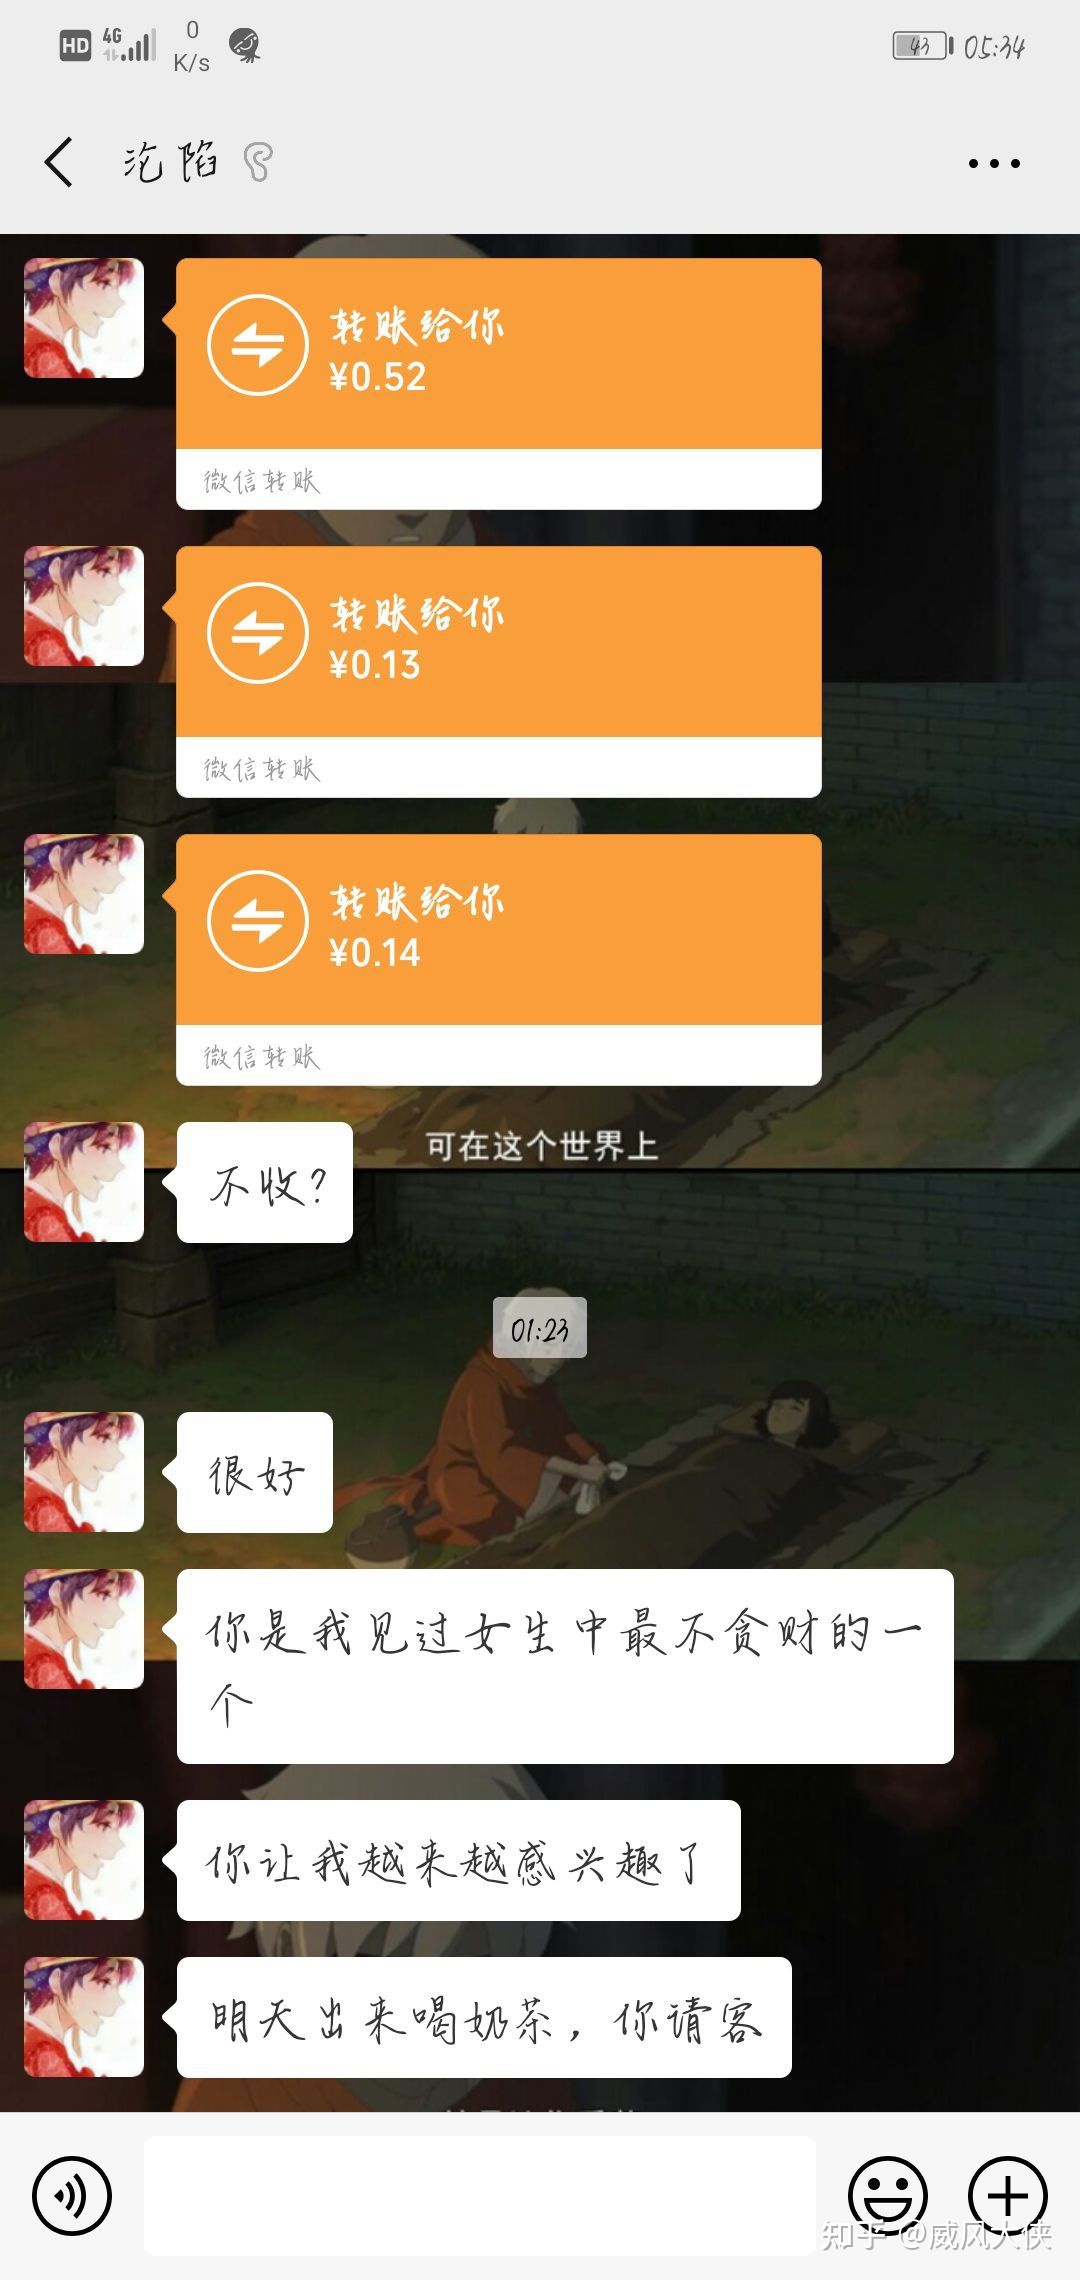 HD 4G 0 K/s 43 05:34
沦陷
转账给你
¥0.52
微信转账
转账给你
¥0.13
微信转账
转账给你
¥0.14
微信转账
可在这个世界上
不收?
01:23
很好
你是我见过女生中最不贪财的一
个
你让我越来越感兴趣了
明天出来喝奶茶，你请客
知乎 @威风大侠